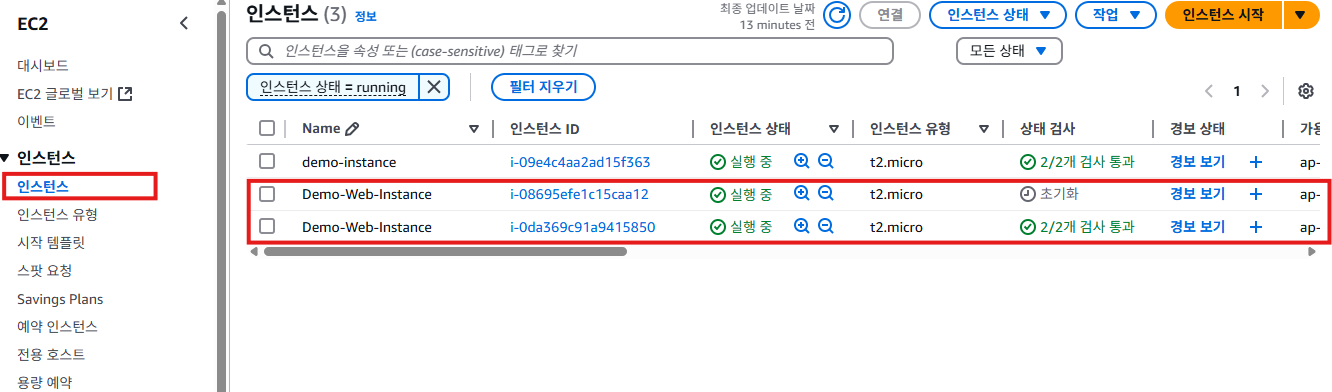 EC2
대시보드
EC2 글로벌 보기
이벤트
인스턴스
인스턴스
인스턴스 유형
시작 템플릿
스팟 요청
Savings Plans
예약 인스턴스
전용 호스트
용량 예약
인스턴스 (3) 정보
최종 업데이트 날짜
13 minutes 전
연결 인스턴스 상태 작업 인스턴스 시작
인스턴스을 속성 또는 (case-sensitive) 태그로 찾기
모든 상태
인스턴스 상태 = running 필터 지우기
1
Name 인스턴스 ID 인스턴스 상태 인스턴스 유형 상태 검사 경보 상태 가용
demo-instance i-09e4c4aa2ad15f363 실행 중 t2.micro 2/2개 검사 통과 경보 보기 + ap-
Demo-Web-Instance i-08695efe1c15caa12 실행 중 t2.micro 초기화 경보 보기 + ap-
Demo-Web-Instance i-0da369c91a9415850 실행 중 t2.micro 2/2개 검사 통과 경보 보기 + ap-